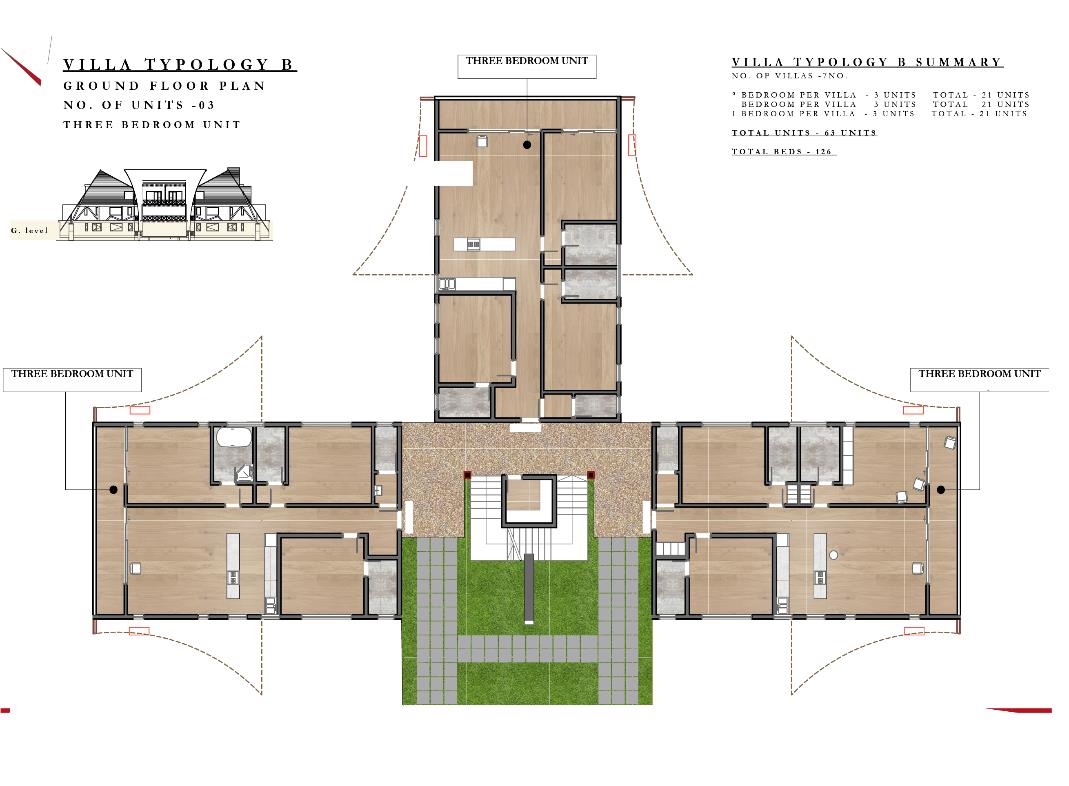 VILLA TYPOLOGY B
GROUND FLOOR PLAN
NO. OF UNITS -03
THREE BEDROOM UNIT
G. level
THREE BEDROOM UNIT
VILLA TYPOLOGY B SUMMARY
NO. OF VILLAS -7NO.
BEDROOM PER VILLA - 3 UNITS TOTAL - 21 UNITS
BEDROOM PER VILLA - 3 UNITS TOTAL - 21 UNITS
1 BEDROOM PER VILLA - 3 UNITS TOTAL - 21 UNITS
TOTAL UNITS - 63 UNITS
TOTAL BEDS - 126
THREE BEDROOM UNIT
THREE BEDROOM UNIT